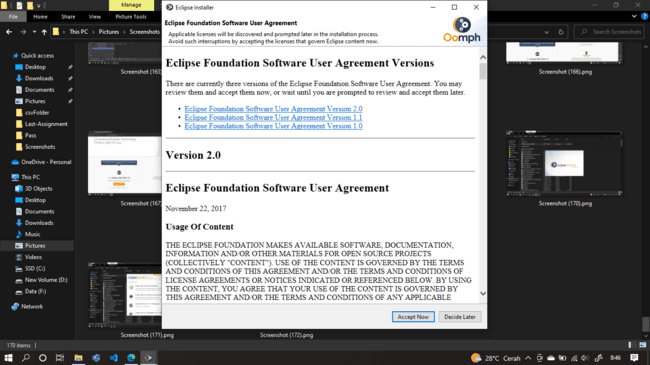 Manage
File
Home
Share
View
Picture Tools
This PC
Pictures
Screenshots
Search Screenshots
Quick access
Desktop
Downloads
Documents
Pictures
csvFolder
Last-Assignment
Pass
Screenshots
OneDrive - Personal
This PC
3D Objects
Desktop
Documents
Downloads
Music
Pictures
Videos
SSD (C:)
New Volume (D:)
Data (F:)
Network
Screenshot (163)
Screenshot (166).png
Screenshot (167)
Screenshot (170).png
Screenshot (171).png
Screenshot (172).png
Eclipse Installer
Eclipse Foundation Software User Agreement
Applicable licenses will be discovered and prompted later in the installation process.
Avoid such interruptions by accepting the licenses that govern Eclipse content now.
Oomph
Eclipse Foundation Software User Agreement Versions
There are currently three versions of the Eclipse Foundation Software User Agreement. You may
review them and accept them now, or wait until you are prompted to review and accept them later.
• Eclipse Foundation Software User Agreement Version 2.0
• Eclipse Foundation Software User Agreement Version 1.1
• Eclipse Foundation Software User Agreement Version 1.0
Version 2.0
Eclipse Foundation Software User Agreement
November 22, 2017
Usage Of Content
THE ECLIPSE FOUNDATION MAKES AVAILABLE SOFTWARE, DOCUMENTATION,
INFORMATION AND/OR OTHER MATERIALS FOR OPEN SOURCE PROJECTS
(COLLECTIVELY "CONTENT"). USE OF THE CONTENT IS GOVERNED BY THE TERMS
AND CONDITIONS OF THIS AGREEMENT AND/OR THE TERMS AND CONDITIONS OF
LICENSE AGREEMENTS OR NOTICES INDICATED OR REFERENCED BELOW. BY USING
THE CONTENT, YOU AGREE THAT YOUR USE OF THE CONTENT IS GOVERNED BY
THIS AGREEMENT AND/OR THE TERMS AND CONDITIONS OF ANY APPLICABLE
Accept Now
Decide Later
170 items
28°C Cerah
8:46